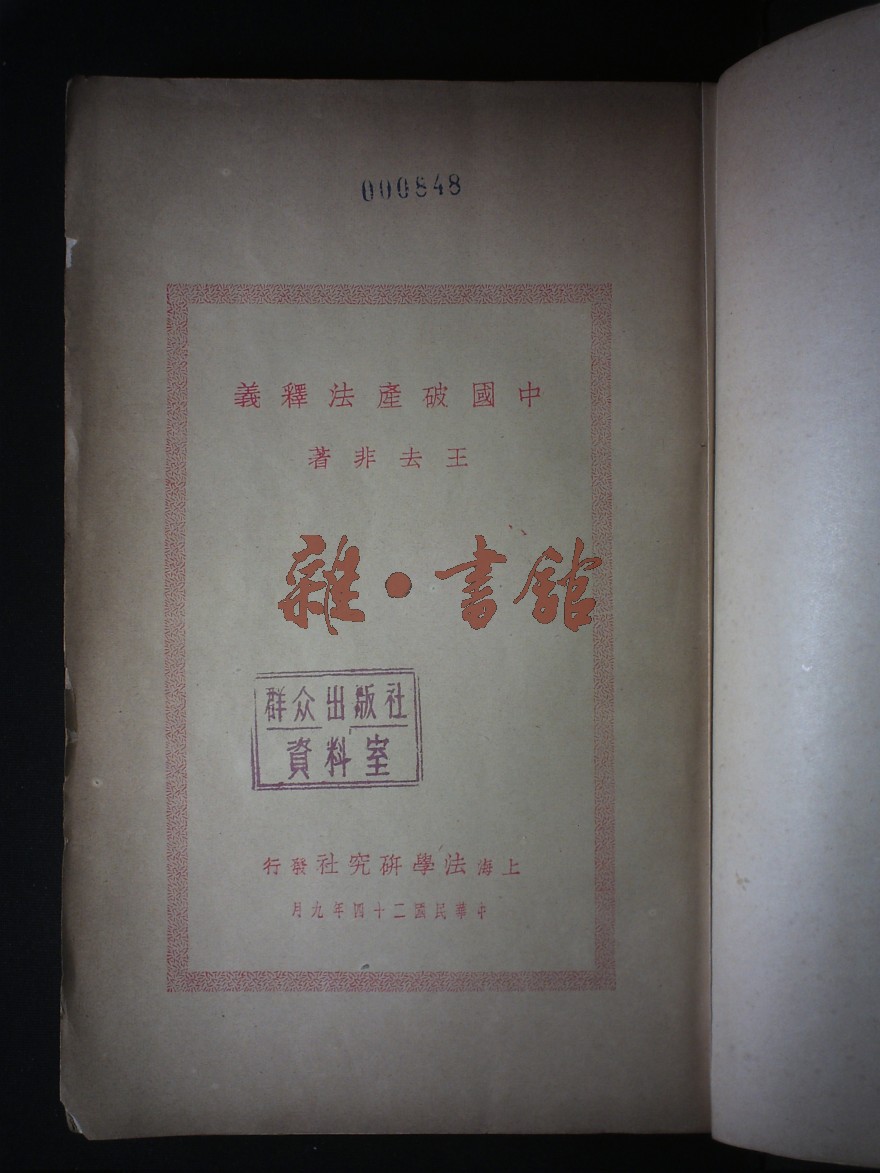 000848
中國破產法釋義
王去非著
雜·書館
群众出版社
資料室
上海法學研究社發行
中華民國二十四年九月